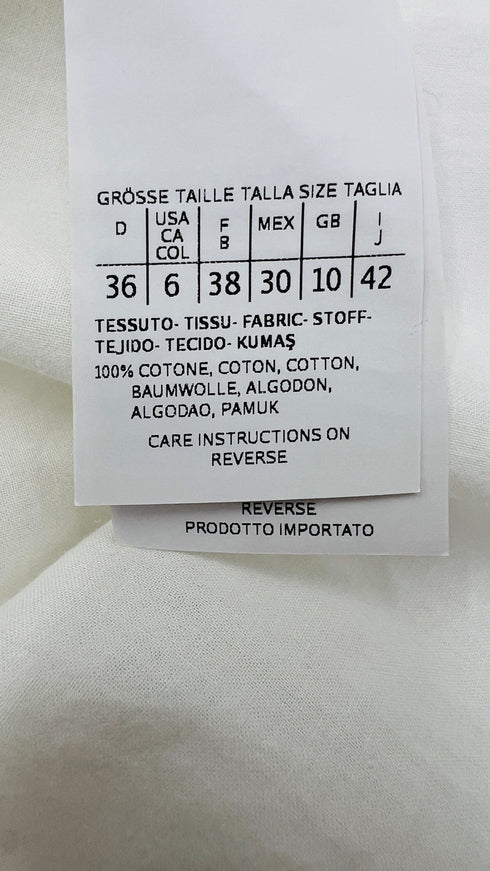 GRÖSSE TAILLE TALLA SIZE TAGLIA
D USA CA COL F B MEX GB I J
36 6 38 30 10 42
TESSUTO- TISSU- FABRIC- STOFF-
TEJIDO- TECIDO- KUMAŞ
100% COTONE, COTON, COTTON,
BAUMWOLLE, ALGODON,
ALGODAO, PAMUK
CARE INSTRUCTIONS ON
REVERSE
REVERSE
PRODOTTO IMPORTATO